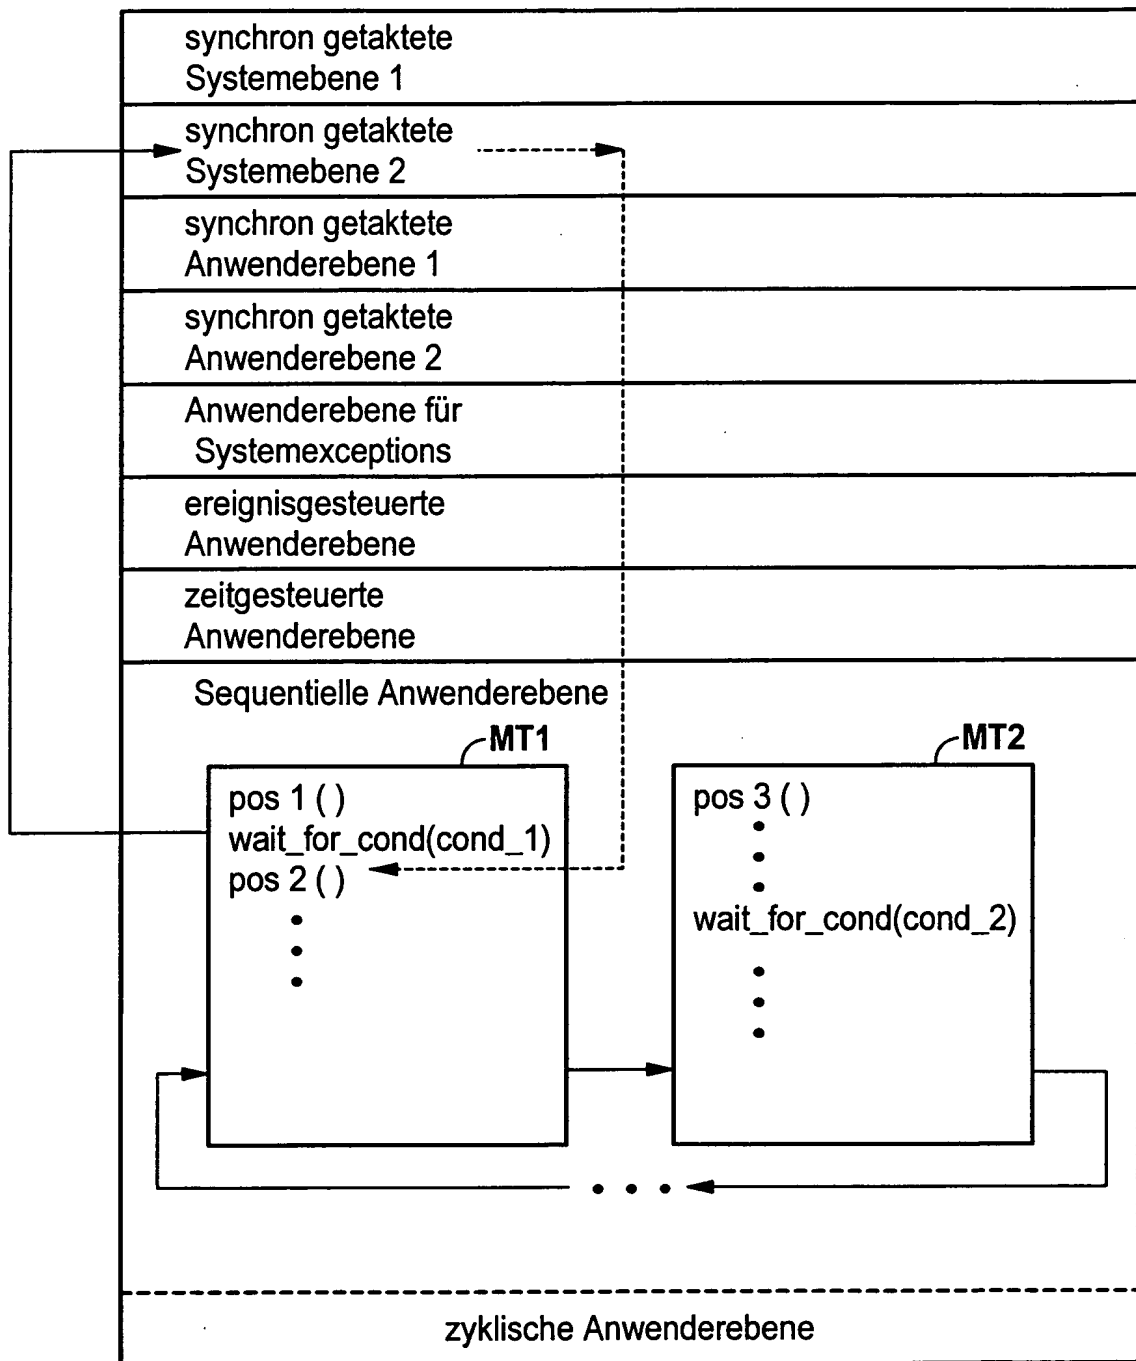 synchron getaktete
Systemebene 1
synchron getaktete
Systemebene 2
synchron getaktete
Anwenderebene 1
synchron getaktete
Anwenderebene 2
Anwenderebene für
Systemexceptions
ereignisgesteuerte
Anwenderebene
zeitgesteuerte
Anwenderebene
Sequentielle Anwenderebene
MT1
pos 1 ( )
wait_for_cond(cond_1)
pos 2 ( )
MT2
pos 3 ( )
wait_for_cond(cond_2)
zyklische Anwenderebene